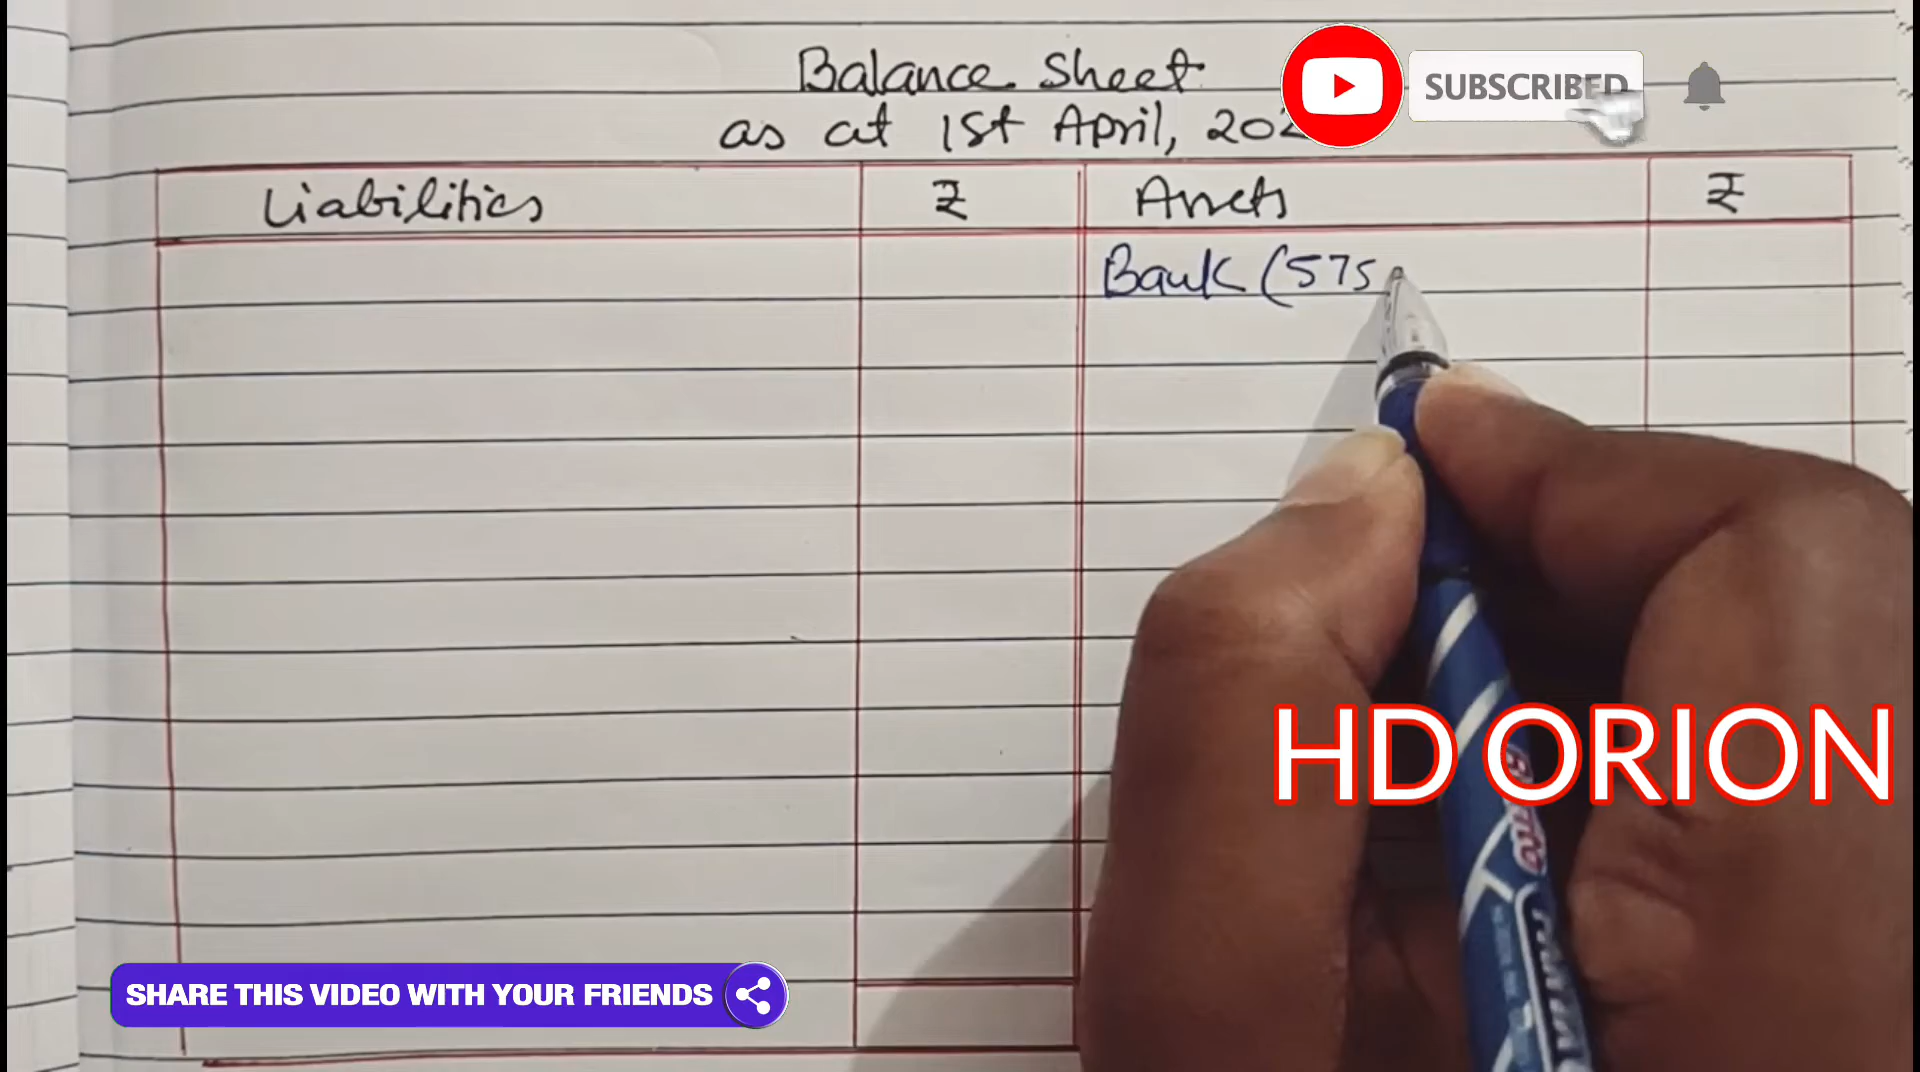 Balance Sheet
SUBSCRIBED
as at 1st April, 202
Liabilities ₹ Assets ₹
Bank (575
HD ORION
SHARE THIS VIDEO WITH YOUR FRIENDS